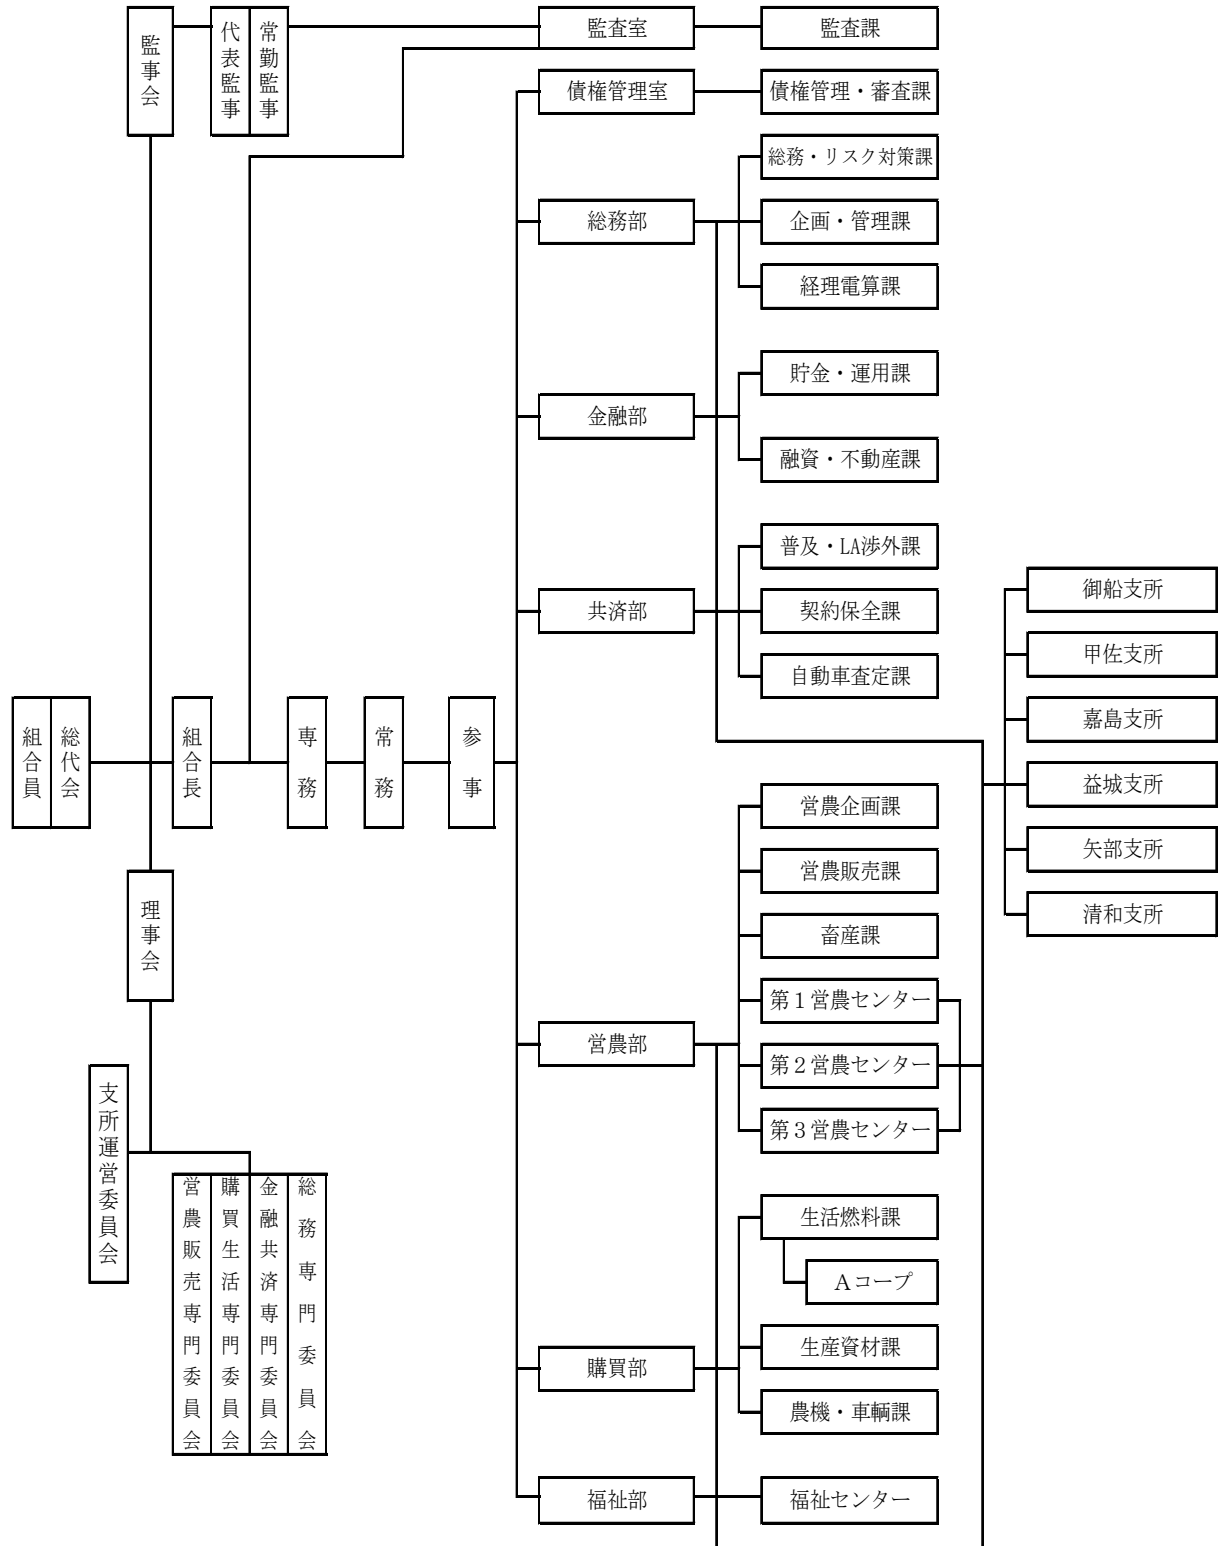 監事会
代表監事
常勤監事
監査室
監査課
債権管理室
債権管理・審査課
総務部
総務・リスク対策課
企画・管理課
経理電算課
金融部
貯金・運用課
融資・不動産課
共済部
普及・LA渉外課
契約保全課
自動車査定課
御船支所
甲佐支所
嘉島支所
益城支所
矢部支所
清和支所
組合員
総代会
組合長
専務
常務
参事
理事会
支所運営委員会
営農販売専門委員会
購買生活専門委員会
金融共済専門委員会
総務専門委員会
営農部
営農企画課
営農販売課
畜産課
第１営農センター
第２営農センター
第３営農センター
購買部
生活燃料課
Ａコープ
生産資材課
農機・車輌課
福祉部
福祉センター